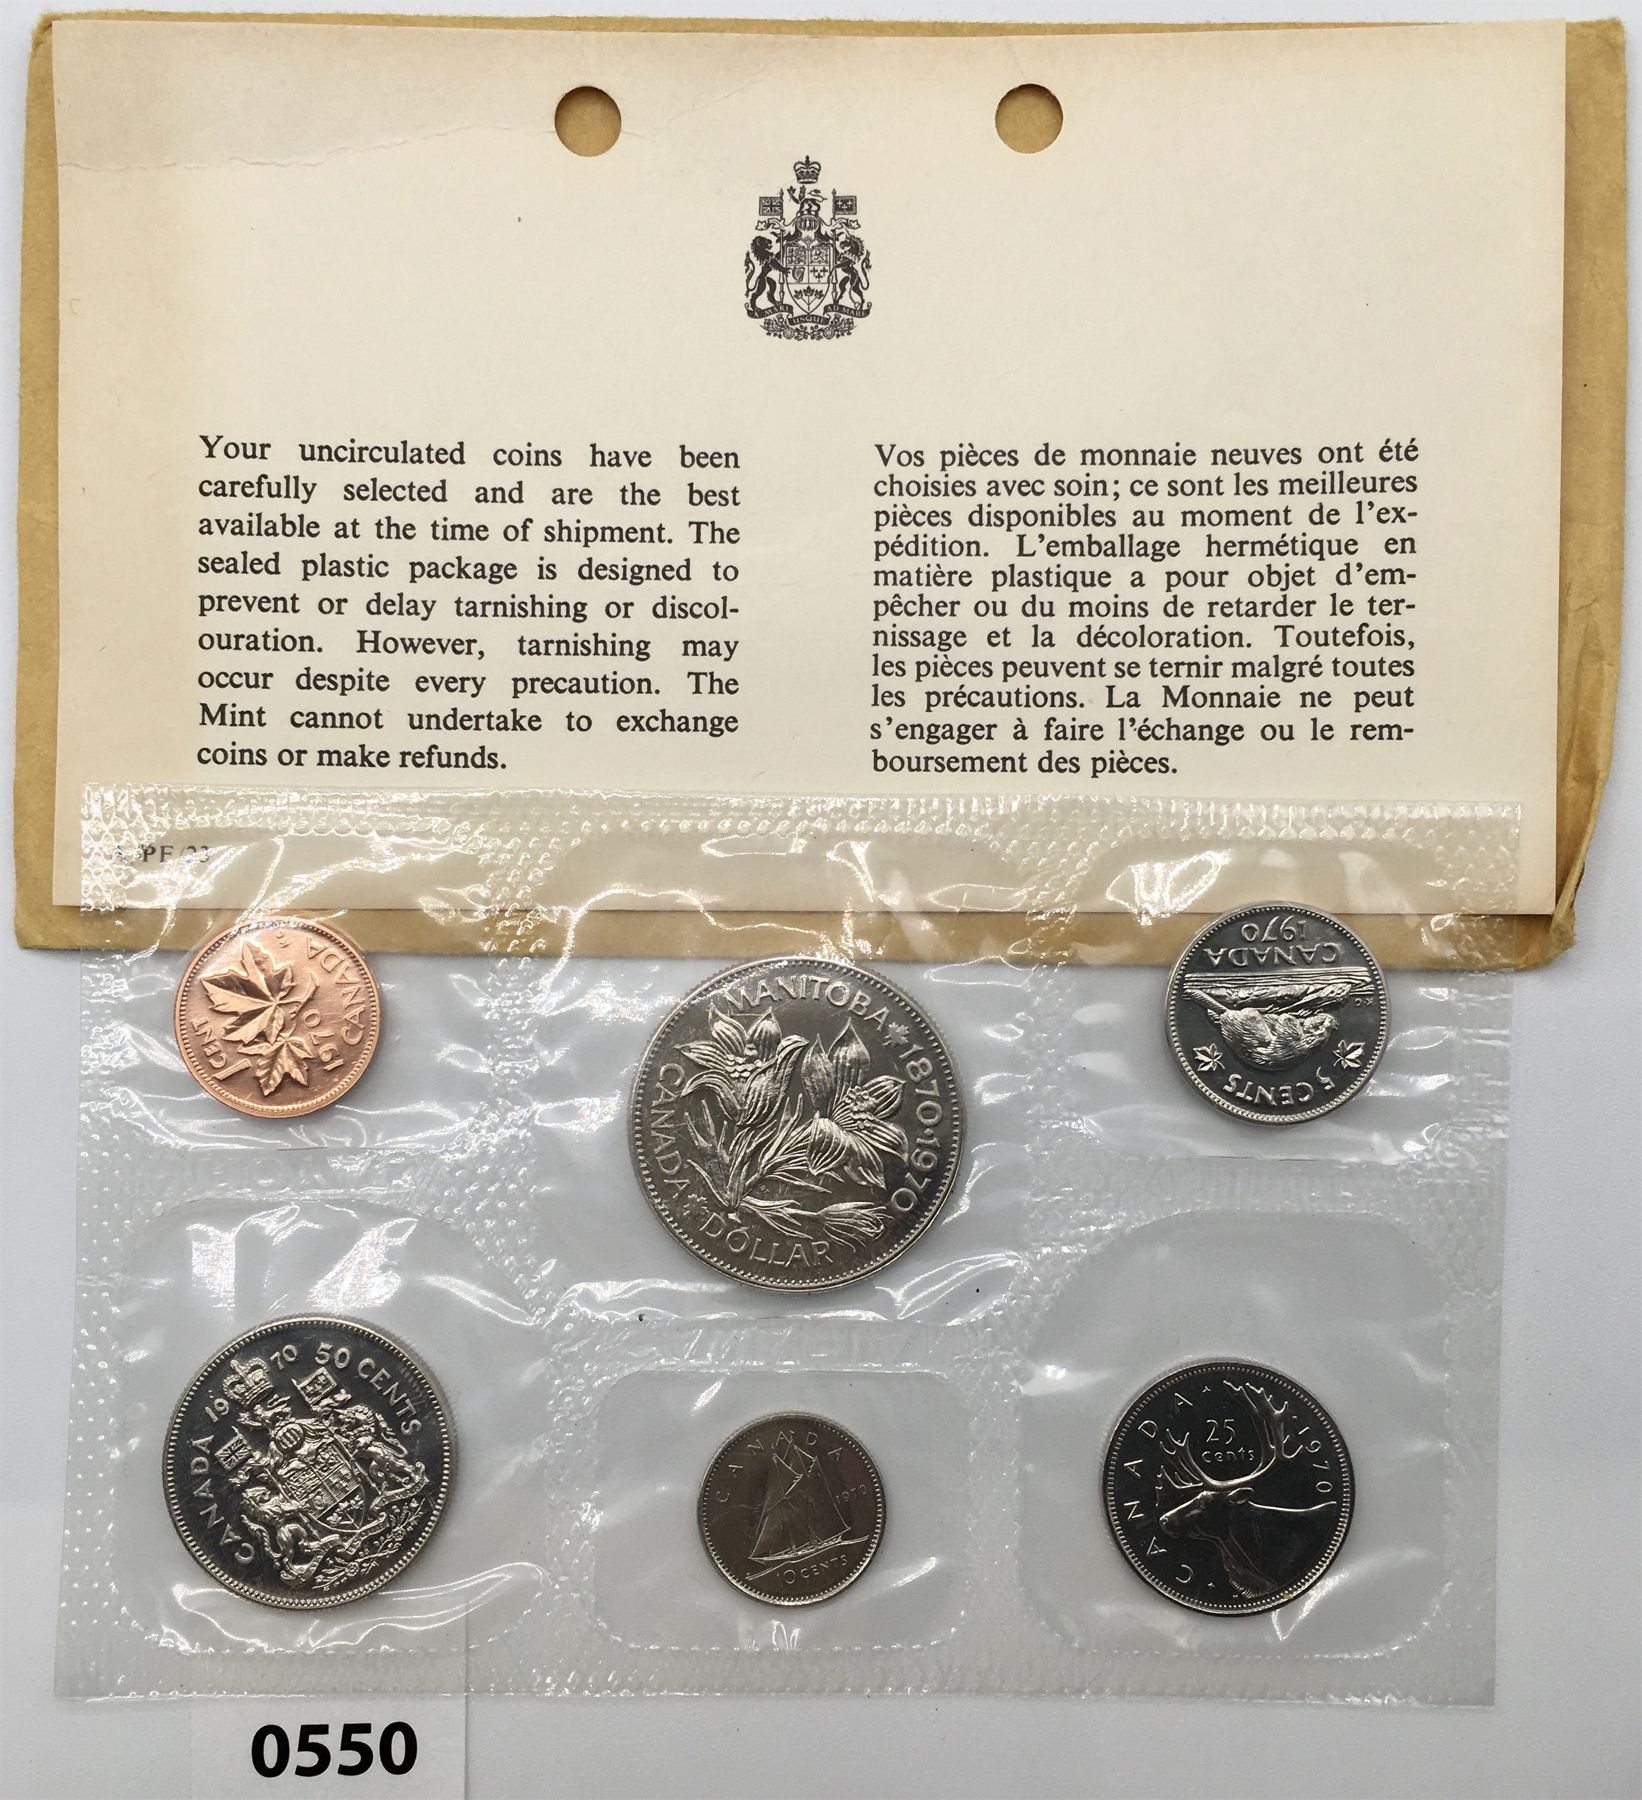 A MARI USQUE AD MARE
Your uncirculated coins have been
carefully selected and are the best
available at the time of shipment. The
sealed plastic package is designed to
prevent or delay tarnishing or discol-
ouration. However, tarnishing may
occur despite every precaution. The
Mint cannot undertake to exchange
coins or make refunds.
Vos pièces de monnaie neuves ont été
choisies avec soin; ce sont les meilleures
pièces disponibles au moment de l'ex-
pédition. L'emballage hermétique en
matière plastique a pour objet d'em-
pêcher ou du moins de retarder le ter-
nissage et la décoloration. Toutefois,
les pièces peuvent se ternir malgré toutes
les précautions. La Monnaie ne peut
s'engager à faire l'échange ou le rem-
boursement des pièces.
1 CENT
1970
CANADA
MANITOBA 1870·1970
CANADA DOLLAR
5 CENTS
K·G
CANADA
1970
CANADA 1970 50 CENTS
CANADA
1970
10 CENTS
CANADA
25
cents
1970
0550